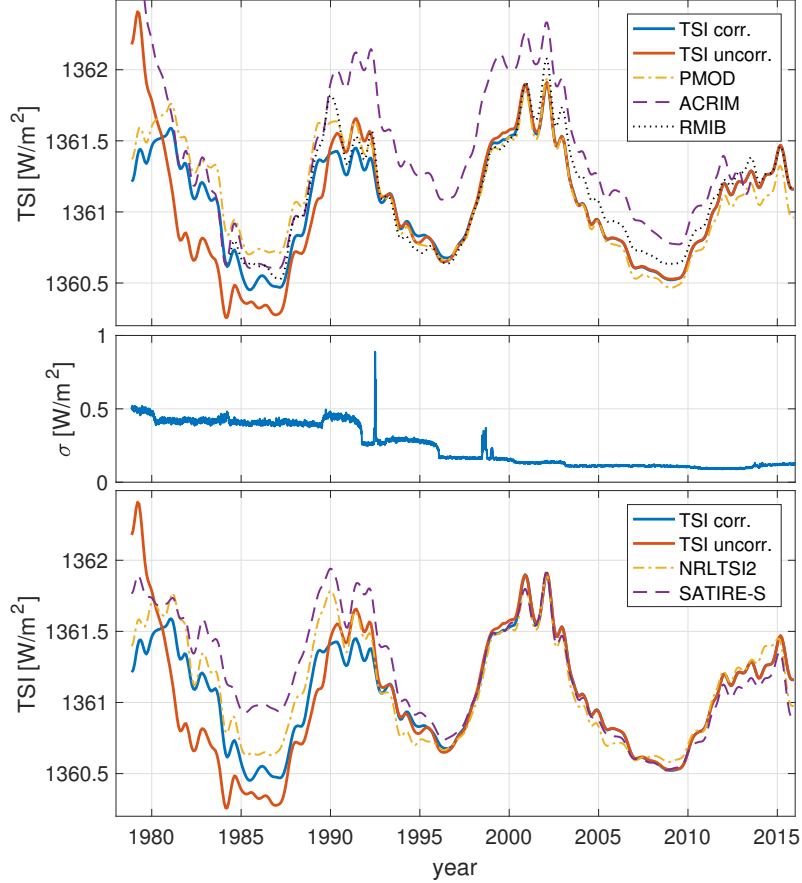 TSI [W/m²]
1362
1361.5
1361
1360.5
TSI corr.
TSI uncorr.
PMOD
ACRIM
RMIB
σ [W/m²]
1
0.5
0
TSI [W/m²]
1362
1361.5
1361
1360.5
TSI corr.
TSI uncorr.
NRLTSI2
SATIRE-S
1980 1985 1990 1995 2000 2005 2010 2015
year